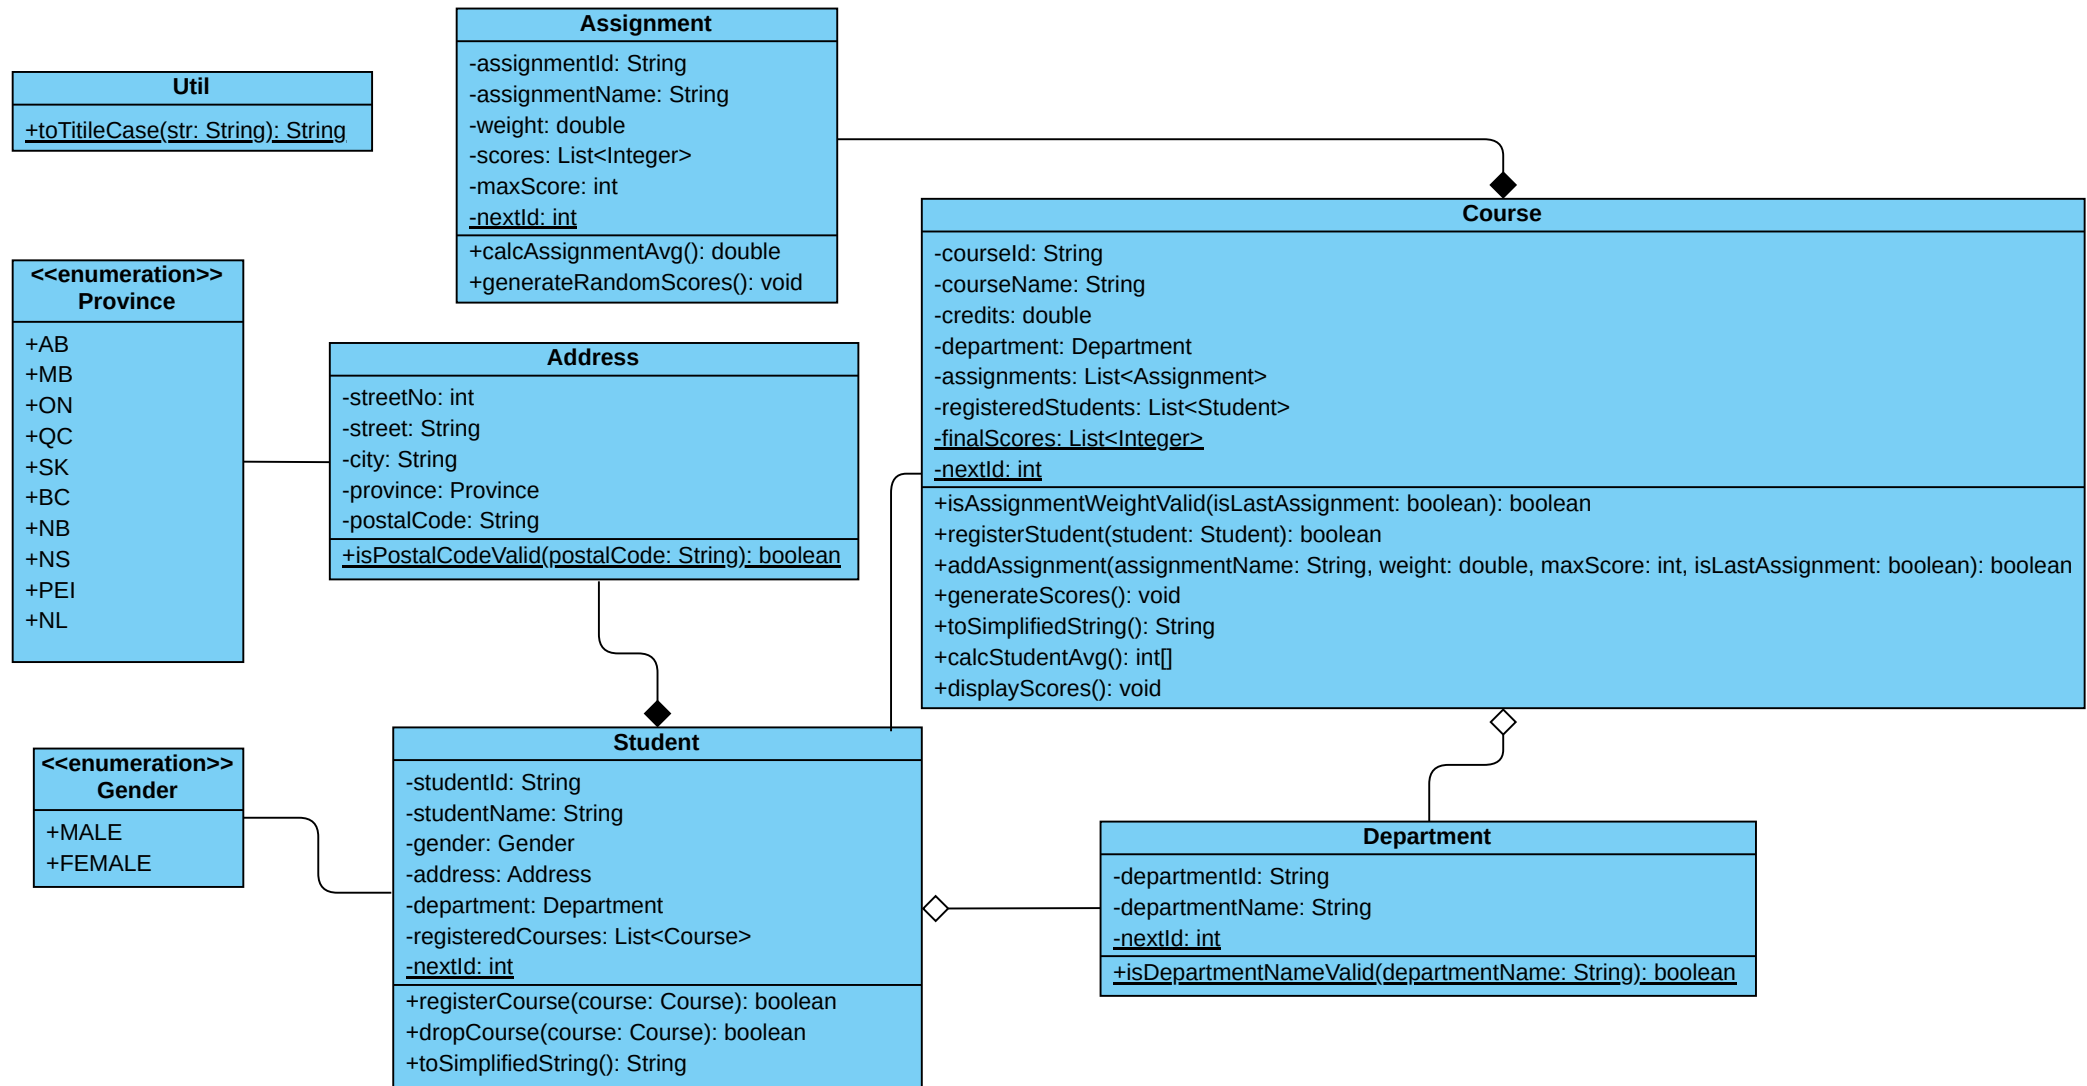 Assignment
-assignmentId: String
-assignmentName: String
-weight: double
-scores: List<Integer>
-maxScore: int
-nextId: int
+calcAssignmentAvg(): double
+generateRandomScores(): void
Util
+toTitileCase(str: String): String
Course
-courseId: String
-courseName: String
-credits: double
-department: Department
-assignments: List<Assignment>
-registeredStudents: List<Student>
-finalScores: List<Integer>
-nextId: int
+isAssignmentWeightValid(isLastAssignment: boolean): boolean
+registerStudent(student: Student): boolean
+addAssignment(assignmentName: String, weight: double, maxScore: int, isLastAssignment: boolean): boolean
+generateScores(): void
+toSimplifiedString(): String
+calcStudentAvg(): int[]
+displayScores(): void
<<enumeration>>
Province
+AB
+MB
+ON
+QC
+SK
+BC
+NB
+NS
+PEI
+NL
Address
-streetNo: int
-street: String
-city: String
-province: Province
-postalCode: String
+isPostalCodeValid(postalCode: String): boolean
Student
-studentId: String
-studentName: String
-gender: Gender
-address: Address
-department: Department
-registeredCourses: List<Course>
-nextId: int
+registerCourse(course: Course): boolean
+dropCourse(course: Course): boolean
+toSimplifiedString(): String
<<enumeration>>
Gender
+MALE
+FEMALE
Department
-departmentId: String
-departmentName: String
-nextId: int
+isDepartmentNameValid(departmentName: String): boolean